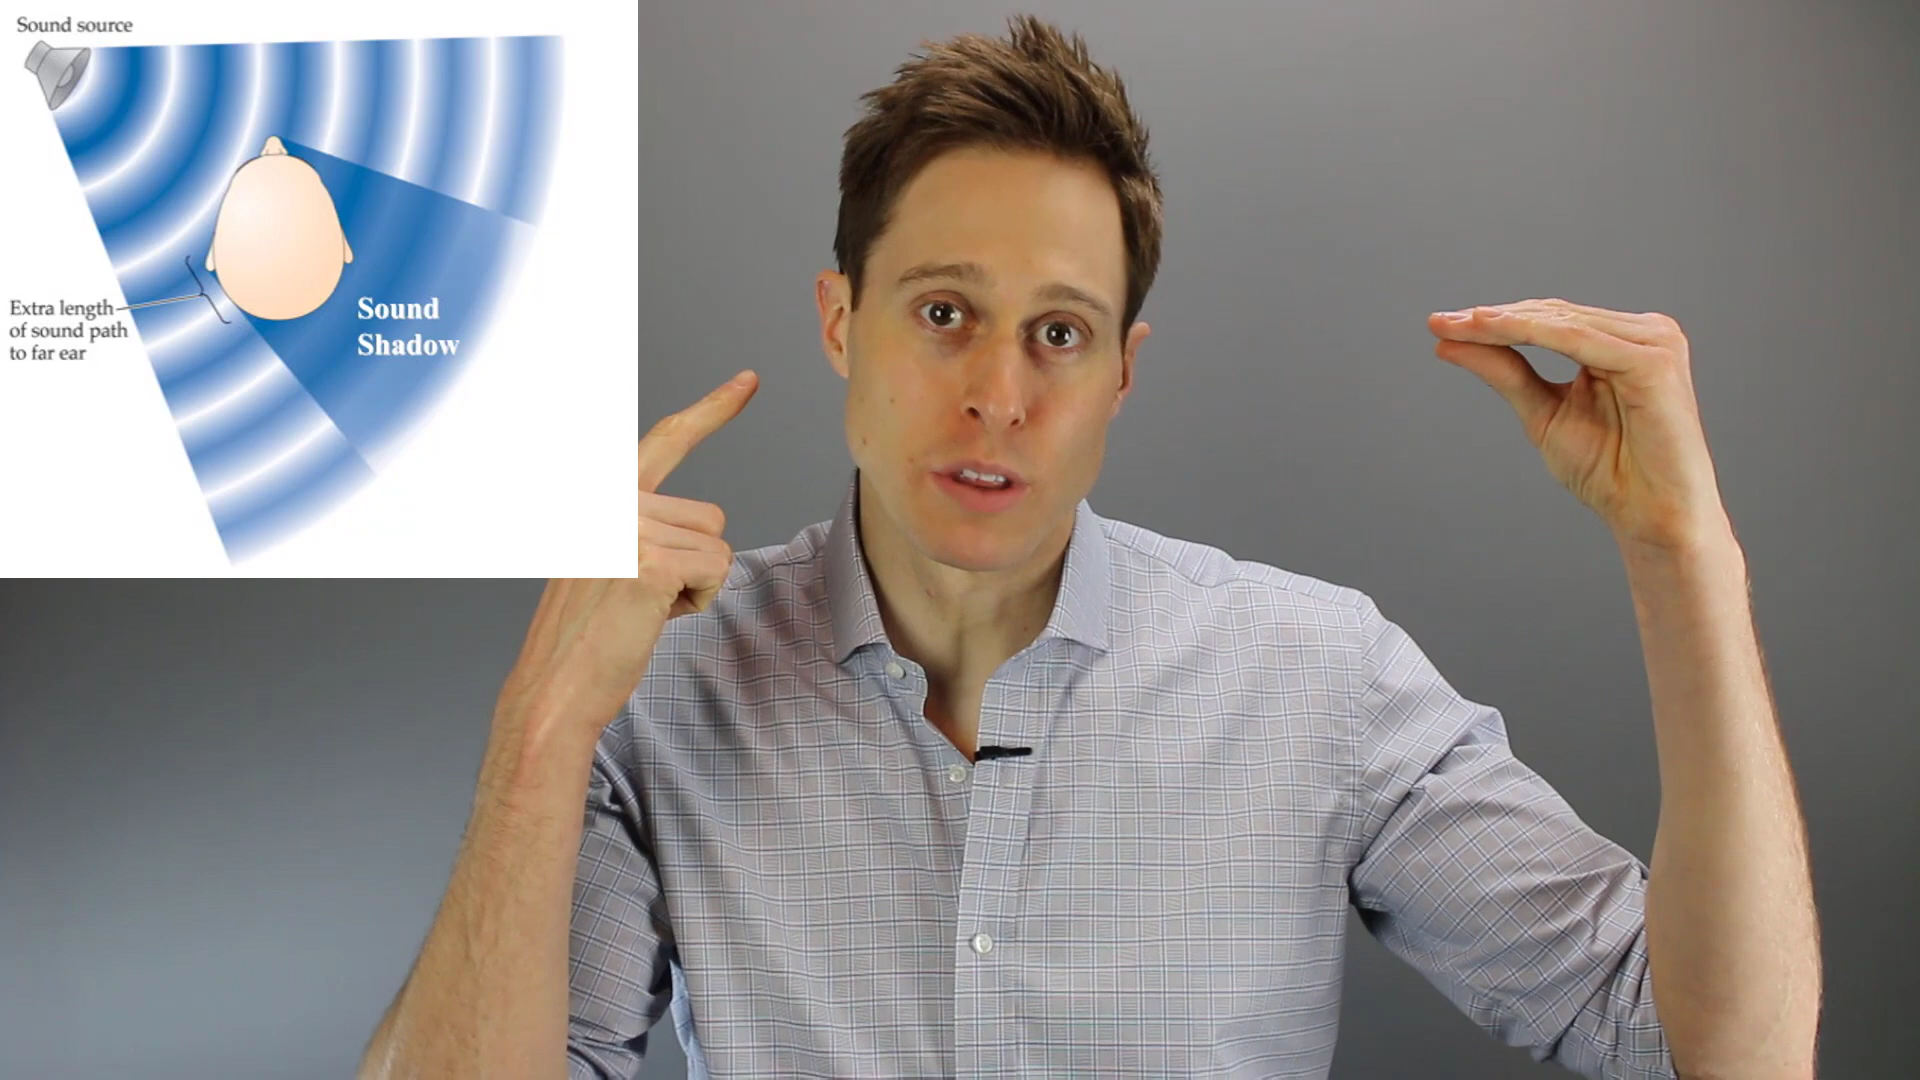 Sound source
Extra length
of sound path
to far ear
Sound
Shadow